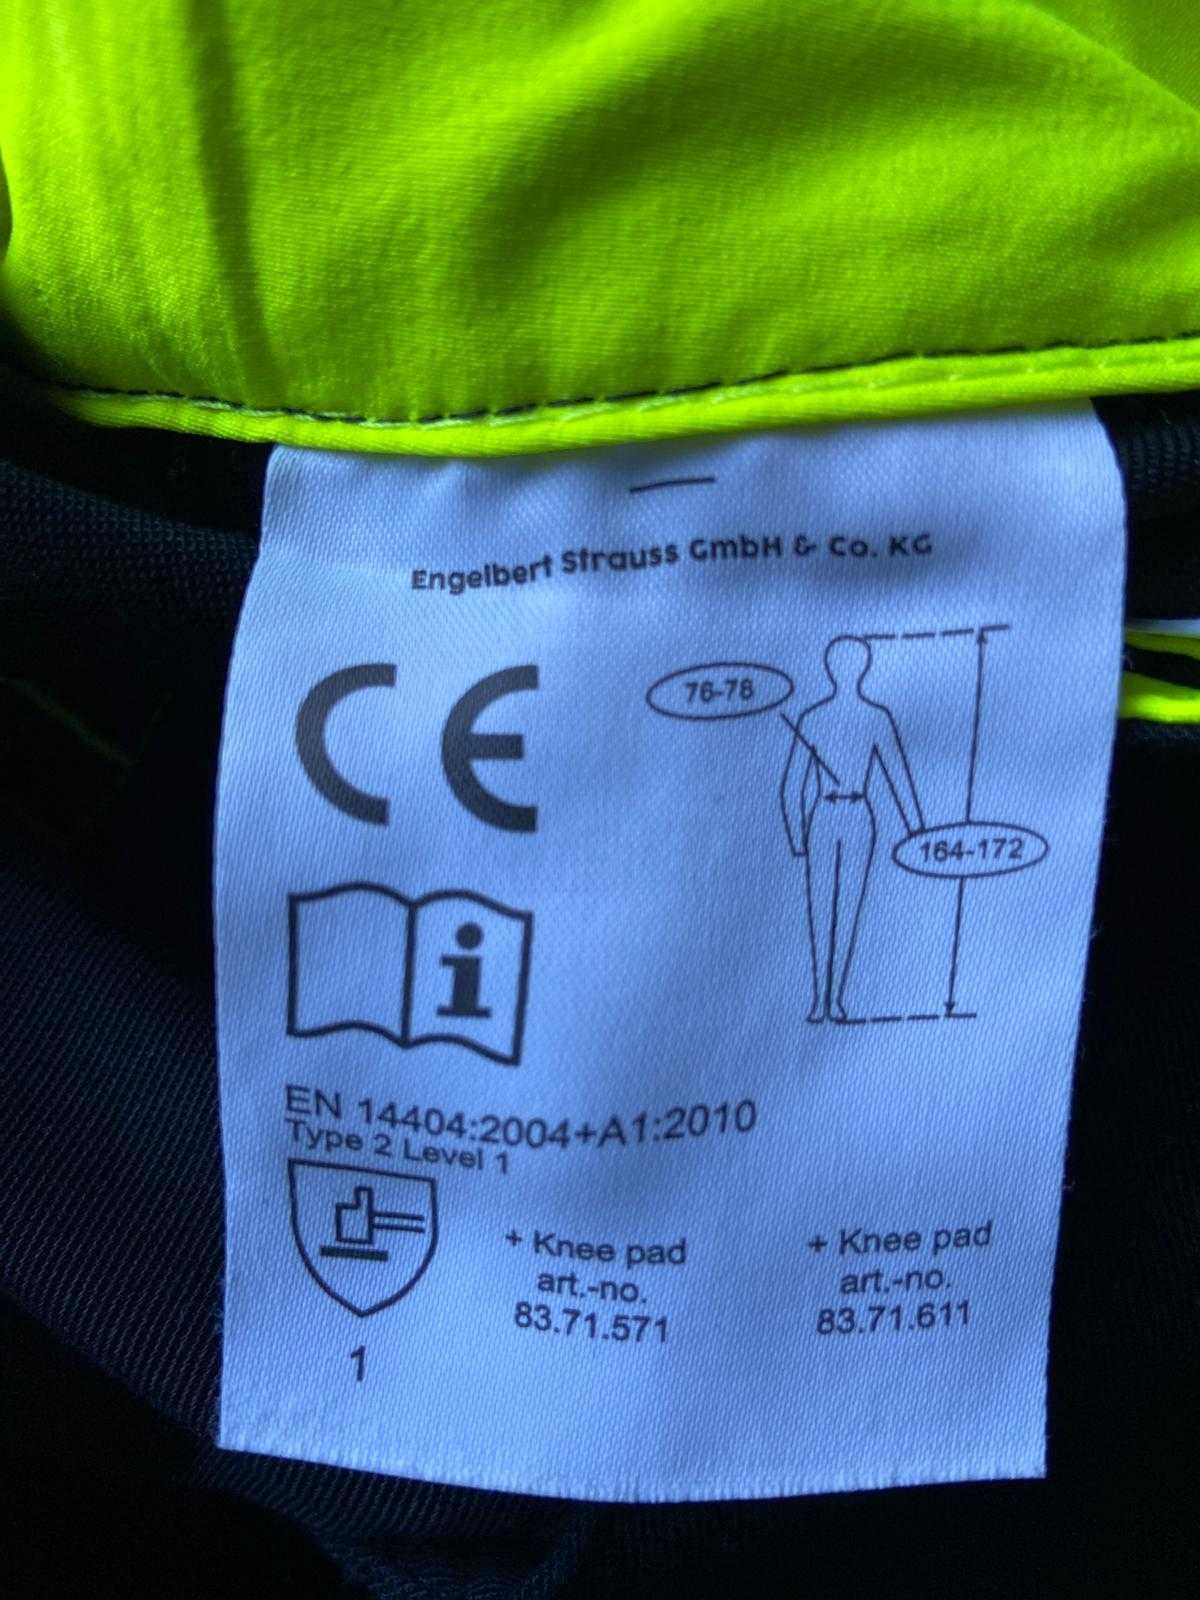 Engelbert Strauss GmbH & Co. KG
CE
76-78
164-172
i
EN 14404:2004+A1:2010
Type 2 Level 1
+ Knee pad
art.-no.
83.71.571
+ Knee pad
art.-no.
83.71.611
1